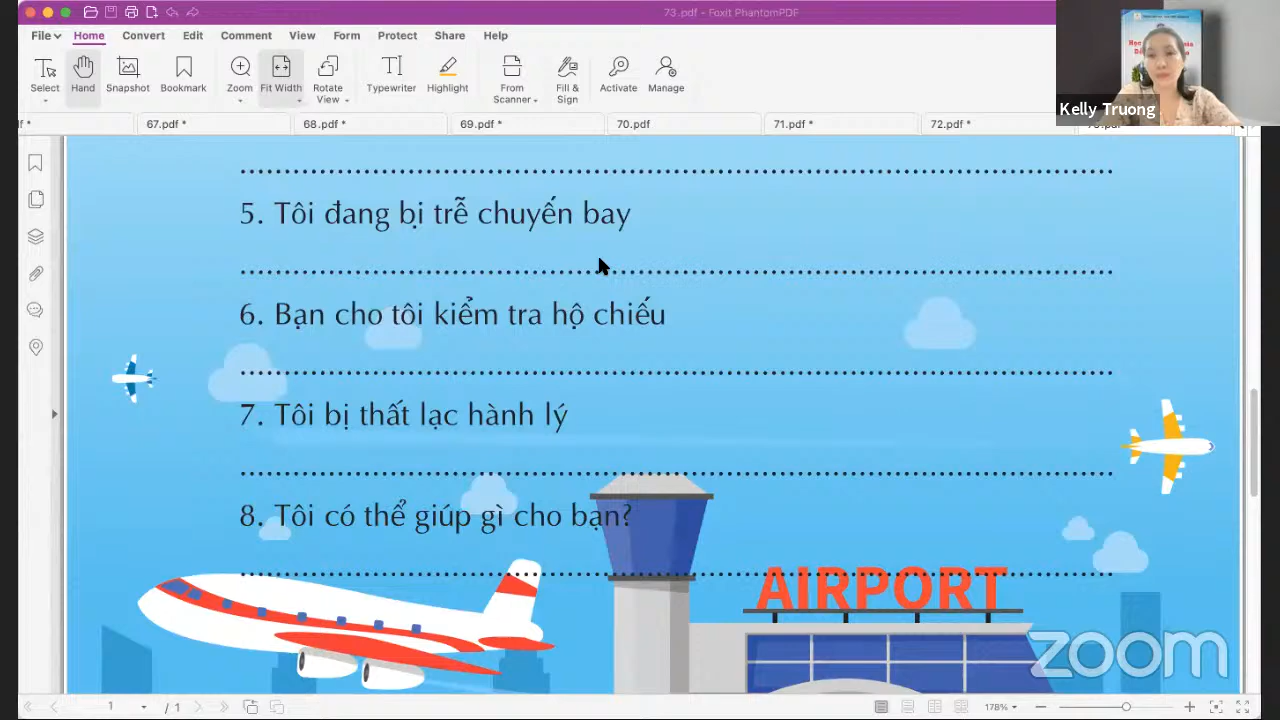 73.pdf - Foxit PhantomPDF
File Home Convert Edit Comment View Form Protect Share Help
Select Hand Snapshot Bookmark Zoom Fit Width Rotate View Typewriter Highlight From Scanner Fill & Sign Activate Manage
Kelly Truong
67.pdf * 68.pdf * 69.pdf * 70.pdf 71.pdf * 72.pdf *
5. Tôi đang bị trễ chuyến bay
6. Bạn cho tôi kiểm tra hộ chiếu
7. Tôi bị thất lạc hành lý
8. Tôi có thể giúp gì cho bạn?
AIRPORT
zoom
1 / 1 178%